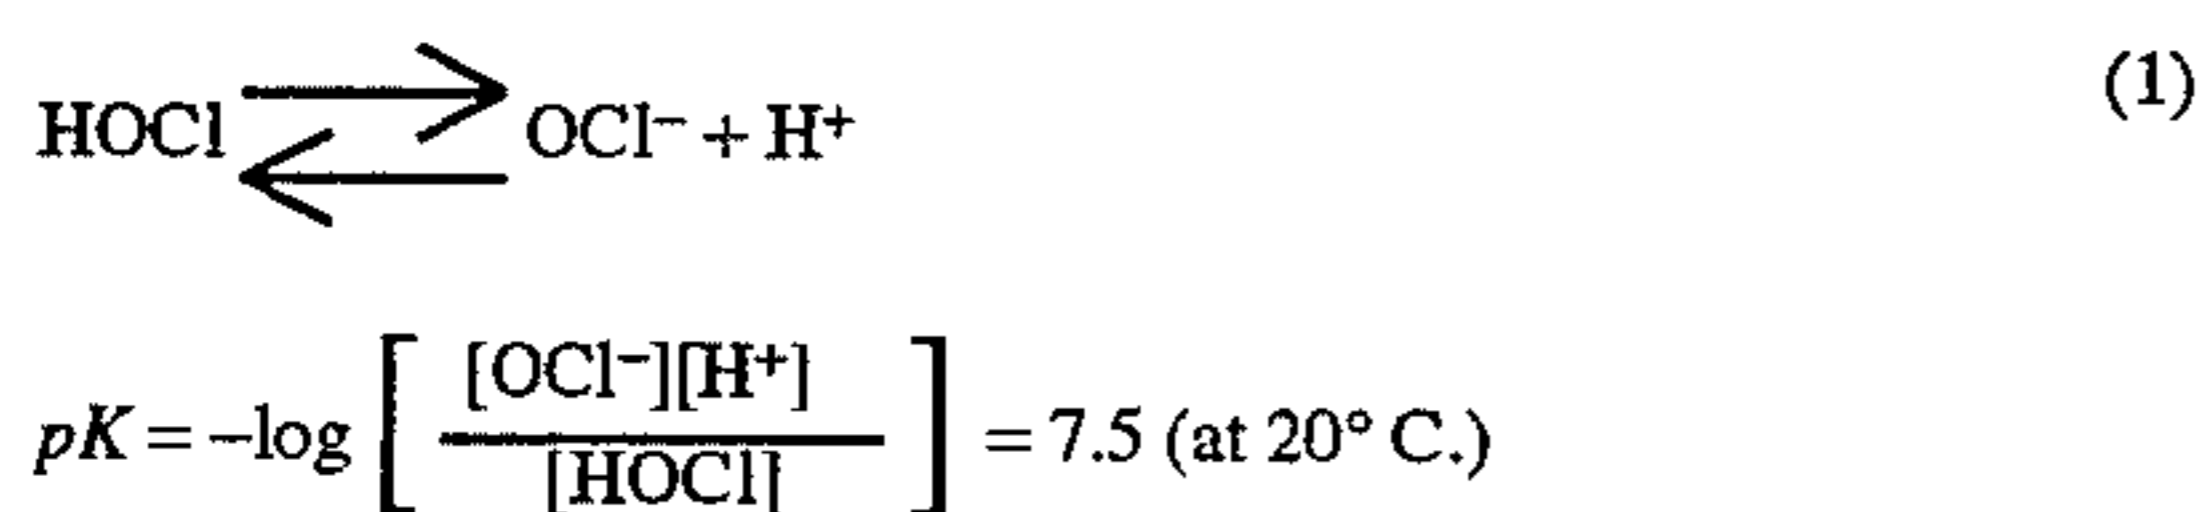 HOCl ⇄ OCl⁻ + H⁺ (1)
pK = −log [ [OCl⁻][H⁺] / [HOCl] ] = 7.5 (at 20° C.)